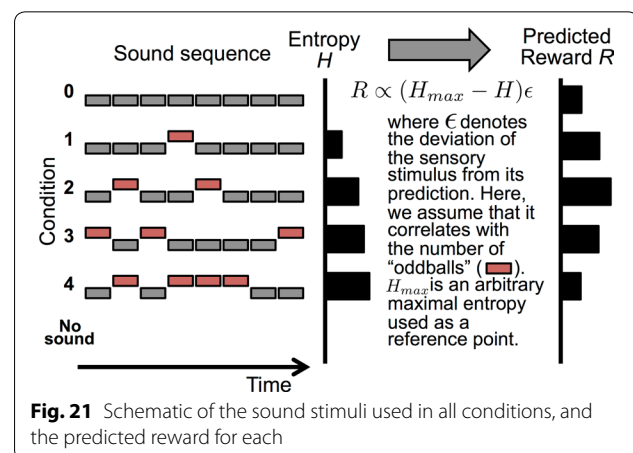 Sound sequence
Entropy
H
Predicted
Reward R
Condition
0
1
2
3
4
No
sound
Time
R ∝ (H_max − H)ϵ
where ϵ denotes
the deviation of
the sensory
stimulus from its
prediction. Here,
we assume that it
correlates with
the number of
“oddballs” ( ).
H_max is an arbitrary
maximal entropy
used as a
reference point.
Fig. 21 Schematic of the sound stimuli used in all conditions, and
the predicted reward for each